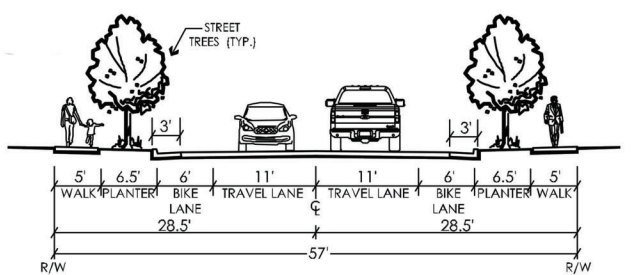 STREET
TREES (TYP.)
3'
3'
5' 6.5' 6' 11' 11' 6' 6.5' 5'
WALK PLANTER BIKE LANE TRAVEL LANE TRAVEL LANE BIKE LANE PLANTER WALK
CL
28.5' 28.5'
57'
R/W R/W